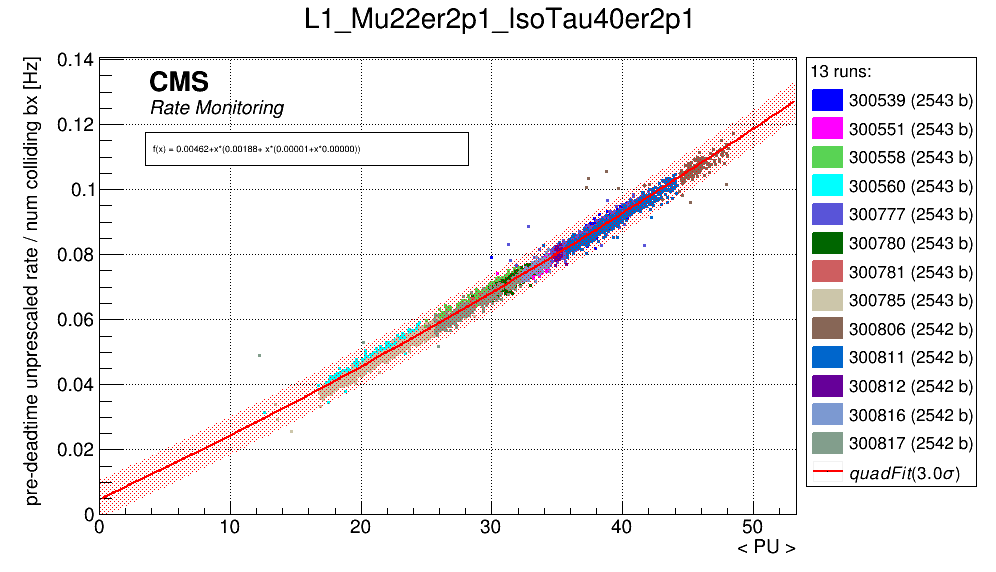 L1_Mu22er2p1_IsoTau40er2p1
pre-deadtime unprescaled rate / num colliding bx [Hz]
0.14
0.12
0.1
0.08
0.06
0.04
0.02
0
CMS
Rate Monitoring
f(x) = 0.00462+x*(0.00188+ x*(0.00001+x*0.00000))
0 10 20 30 40 50
< PU >
13 runs:
300539 (2543 b)
300551 (2543 b)
300558 (2543 b)
300560 (2543 b)
300777 (2543 b)
300780 (2543 b)
300781 (2543 b)
300785 (2543 b)
300806 (2542 b)
300811 (2542 b)
300812 (2542 b)
300816 (2542 b)
300817 (2542 b)
quadFit(3.0σ)